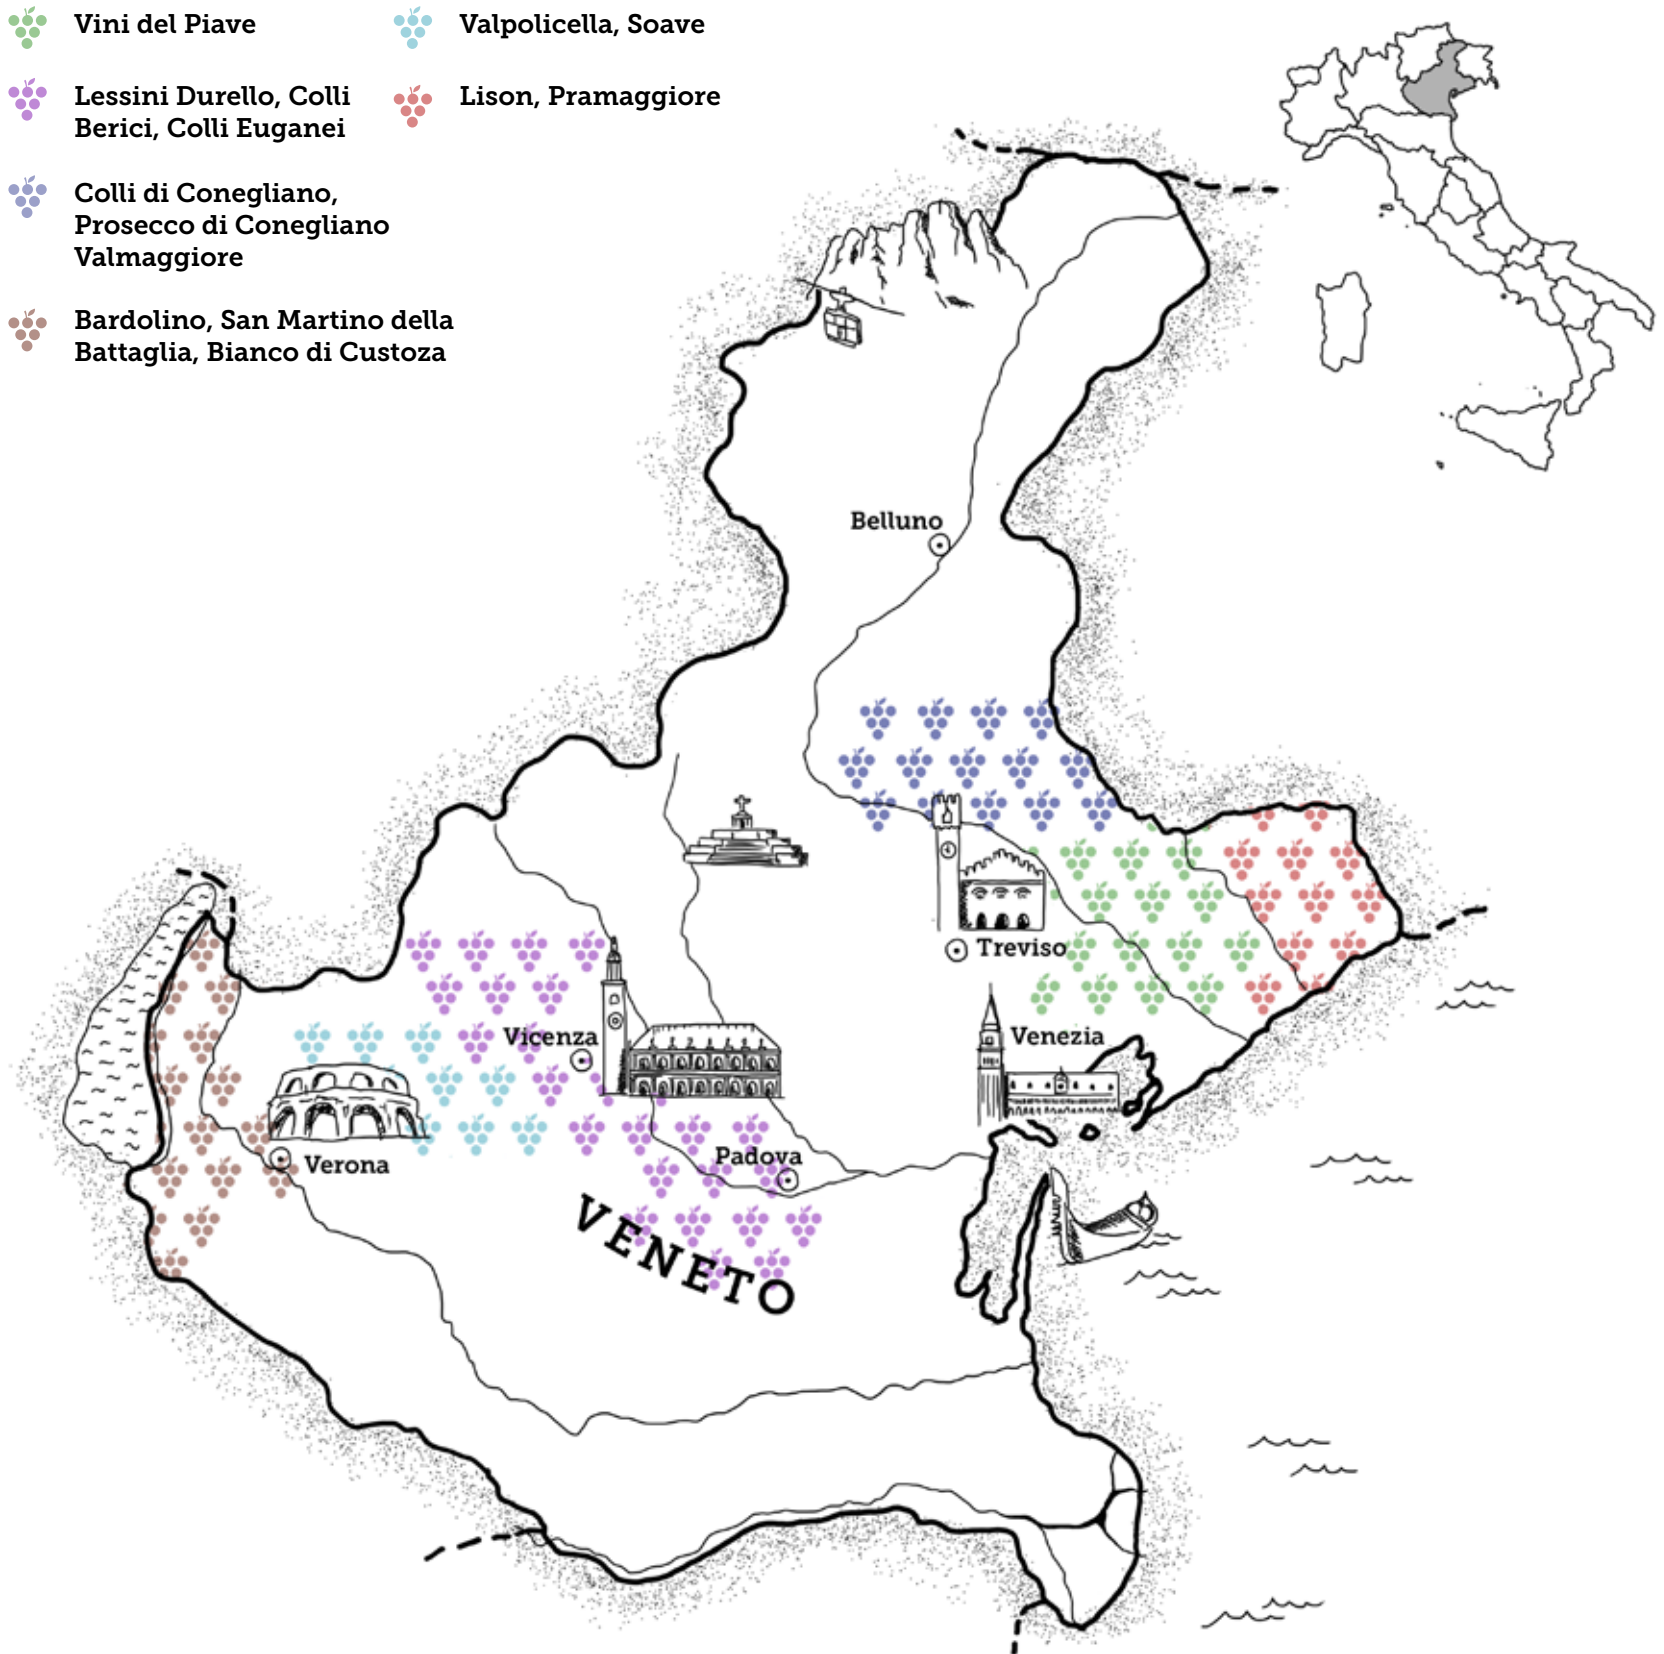 Vini del Piave
Valpolicella, Soave
Lessini Durello, Colli
Berici, Colli Euganei
Lison, Pramaggiore
Colli di Conegliano,
Prosecco di Conegliano
Valmaggiore
Bardolino, San Martino della
Battaglia, Bianco di Custoza
Belluno
Treviso
Vicenza
Venezia
Padova
Verona
VENETO